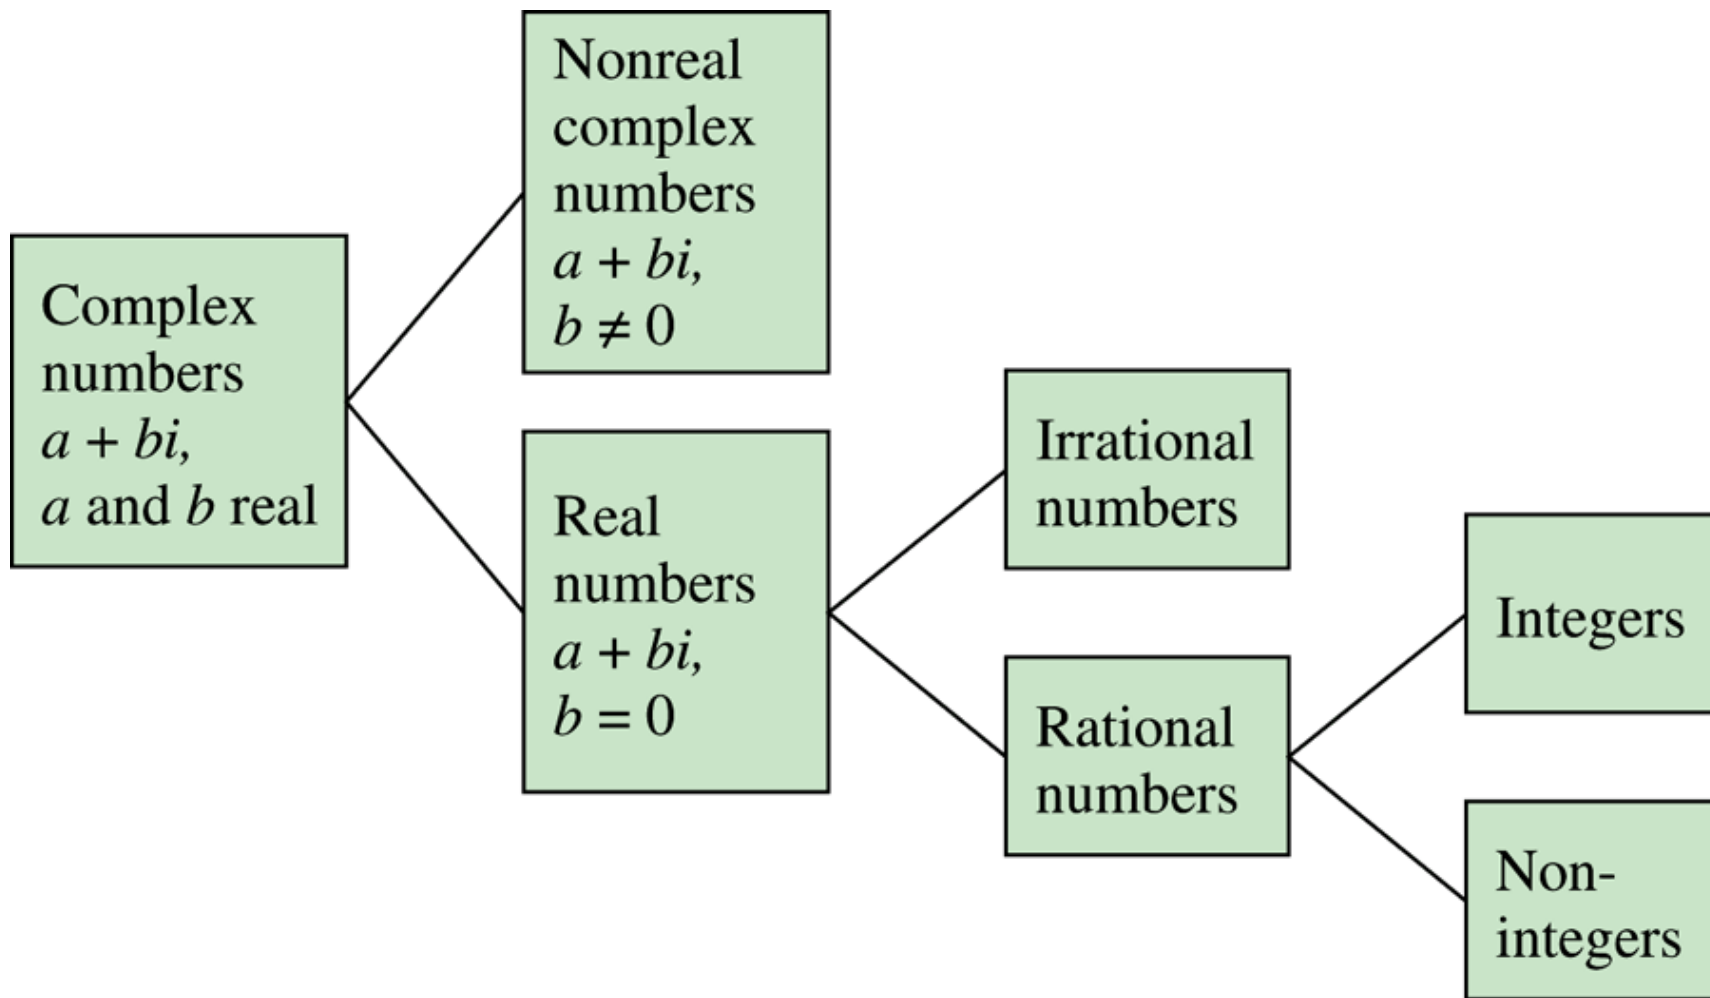 Complex
numbers
a + bi,
a and b real
Nonreal
complex
numbers
a + bi,
b ≠ 0
Real
numbers
a + bi,
b = 0
Irrational
numbers
Rational
numbers
Integers
Non-
integers